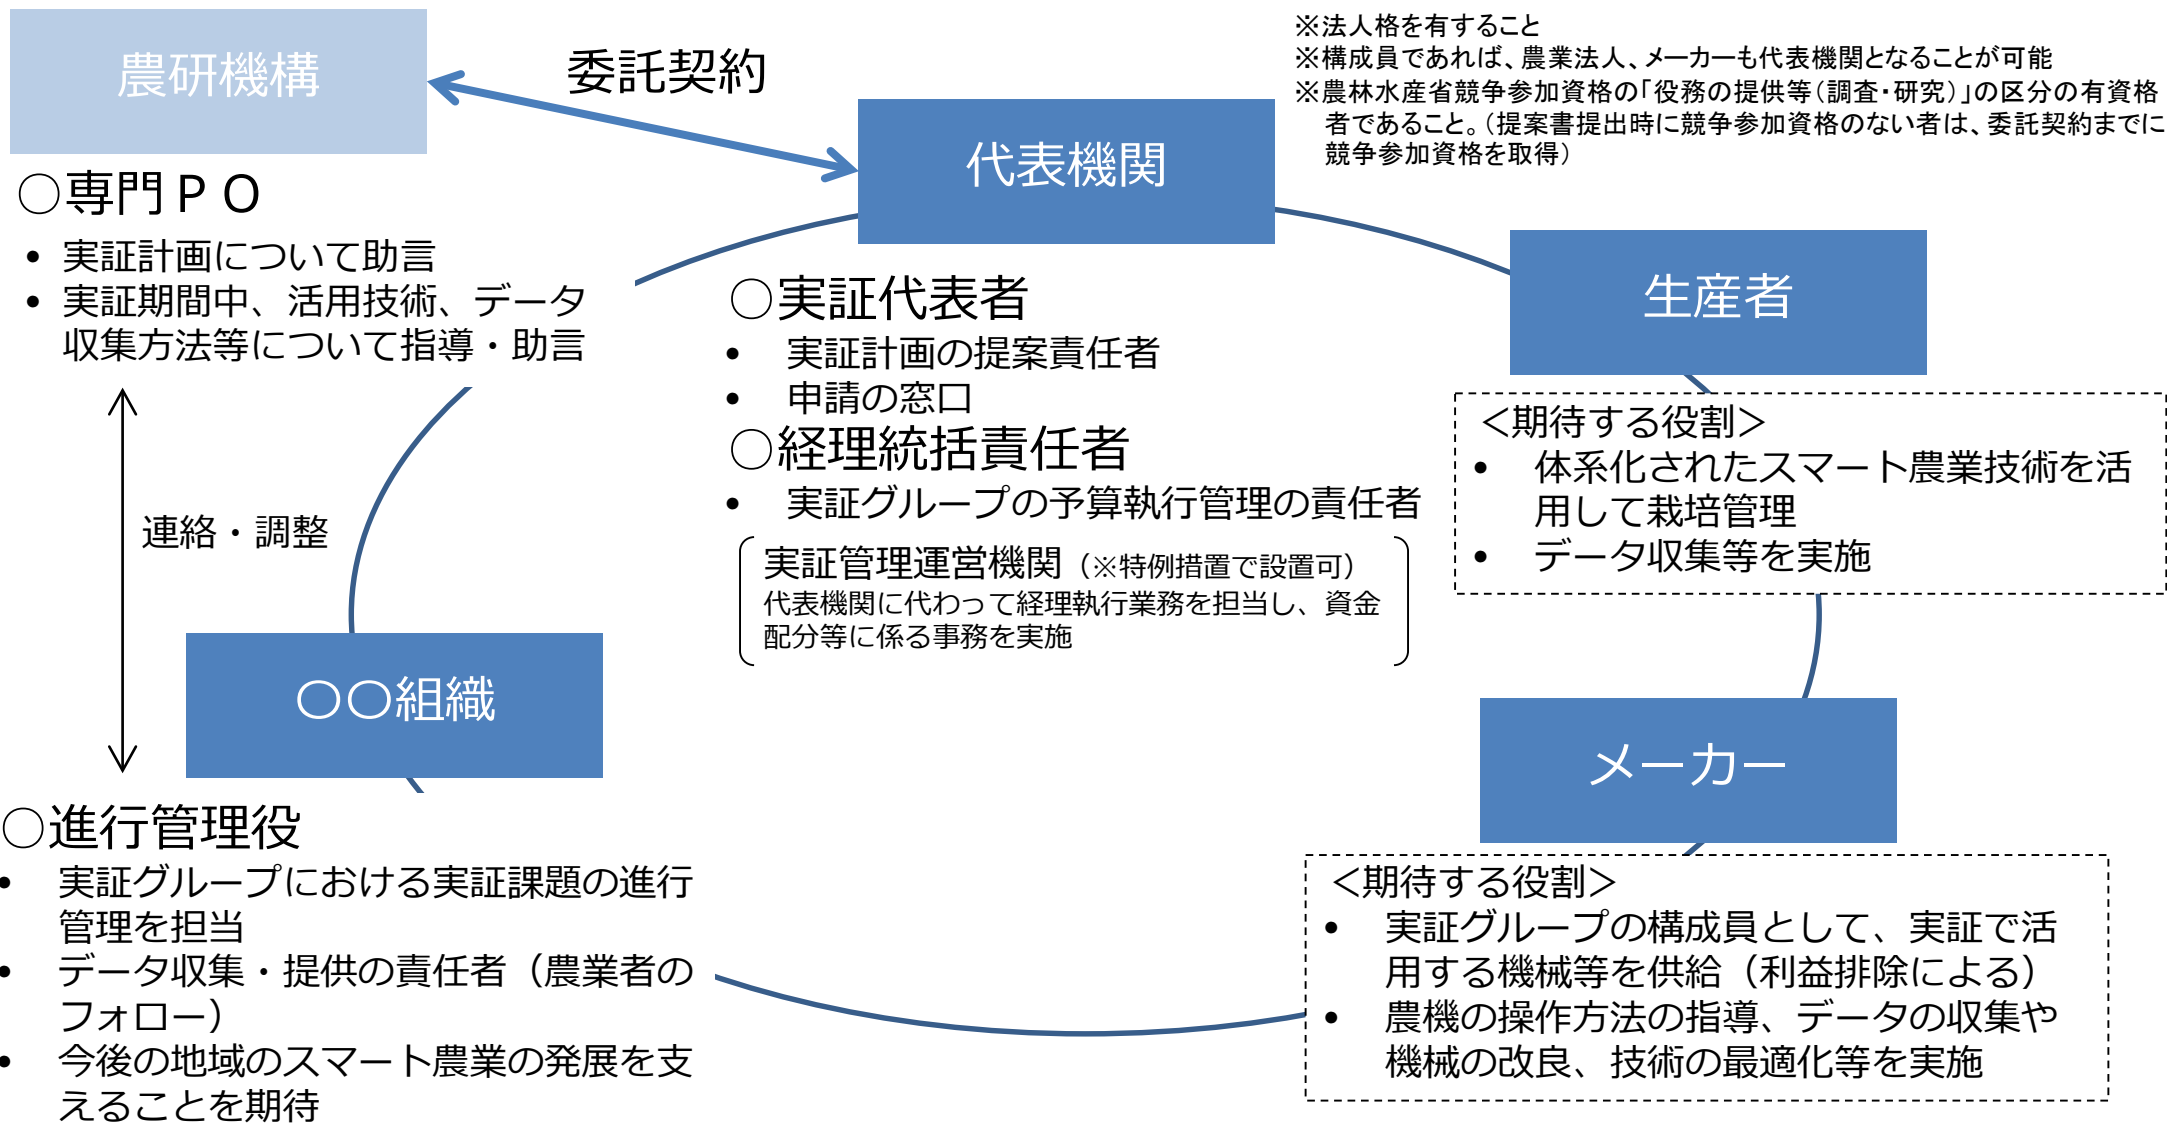 農研機構
委託契約
※法人格を有すること
※構成員であれば、農業法人、メーカーも代表機関となることが可能
※農林水産省競争参加資格の「役務の提供等（調査・研究）」の区分の有資格
者であること。（提案書提出時に競争参加資格のない者は、委託契約までに
競争参加資格を取得）
代表機関
○専門ＰＯ
• 実証計画について助言
• 実証期間中、活用技術、データ
収集方法等について指導・助言
○実証代表者
• 実証計画の提案責任者
• 申請の窓口
○経理統括責任者
• 実証グループの予算執行管理の責任者
実証管理運営機関（※特例措置で設置可）
代表機関に代わって経理執行業務を担当し、資金
配分等に係る事務を実施
生産者
＜期待する役割＞
• 体系化されたスマート農業技術を活
用して栽培管理
• データ収集等を実施
連絡・調整
〇〇組織
○進行管理役
• 実証グループにおける実証課題の進行
管理を担当
• データ収集・提供の責任者（農業者の
フォロー）
• 今後の地域のスマート農業の発展を支
えることを期待
メーカー
＜期待する役割＞
• 実証グループの構成員として、実証で活
用する機械等を供給（利益排除による）
• 農機の操作方法の指導、データの収集や
機械の改良、技術の最適化等を実施